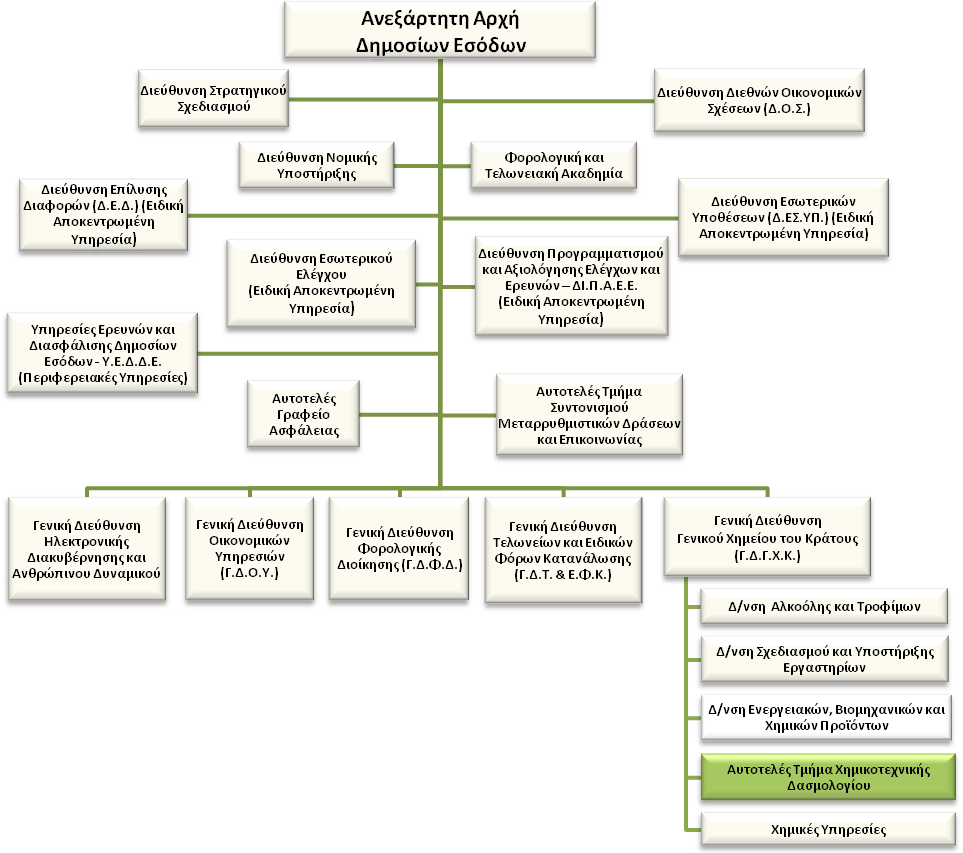 Ανεξάρτητη Αρχή
Δημοσίων Εσόδων
Διεύθυνση Στρατηγικού
Σχεδιασμού
Διεύθυνση Διεθνών Οικονομικών
Σχέσεων (Δ.Ο.Σ.)
Διεύθυνση Νομικής
Υποστήριξης
Φορολογική και
Τελωνειακή Ακαδημία
Διεύθυνση Επίλυσης
Διαφορών (Δ.Ε.Δ.) (Ειδική
Αποκεντρωμένη
Υπηρεσία)
Διεύθυνση Εσωτερικών
Υποθέσεων (Δ.ΕΣ.ΥΠ.) (Ειδική
Αποκεντρωμένη Υπηρεσία)
Διεύθυνση Εσωτερικού
Ελέγχου
(Ειδική Αποκεντρωμένη
Υπηρεσία)
Διεύθυνση Προγραμματισμού
και Αξιολόγησης Ελέγχων και
Ερευνών – ΔΙ.Π.Α.Ε.Ε.
(Ειδική Αποκεντρωμένη
Υπηρεσία)
Υπηρεσίες Ερευνών και
Διασφάλισης Δημοσίων
Εσόδων - Υ.Ε.Δ.Δ.Ε.
(Περιφερειακές Υπηρεσίες)
Αυτοτελές
Γραφείο
Ασφάλειας
Αυτοτελές Τμήμα
Συντονισμού
Μεταρρυθμιστικών Δράσεων
και Επικοινωνίας
Γενική Διεύθυνση
Ηλεκτρονικής
Διακυβέρνησης και
Ανθρώπινου Δυναμικού
Γενική Διεύθυνση
Οικονομικών
Υπηρεσιών
(Γ.Δ.Ο.Υ.)
Γενική Διεύθυνση
Φορολογικής
Διοίκησης (Γ.Δ.Φ.Δ.)
Γενική Διεύθυνση
Τελωνείων και Ειδικών
Φόρων Κατανάλωσης
(Γ.Δ.Τ. & Ε.Φ.Κ.)
Γενική Διεύθυνση
Γενικού Χημείου του Κράτους
(Γ.Δ.Γ.Χ.Κ.)
Δ/νση Αλκοόλης και Τροφίμων
Δ/νση Σχεδιασμού και Υποστήριξης
Εργαστηρίων
Δ/νση Ενεργειακών, Βιομηχανικών και
Χημικών Προϊόντων
Αυτοτελές Τμήμα Χημικοτεχνικής
Δασμολογίου
Χημικές Υπηρεσίες